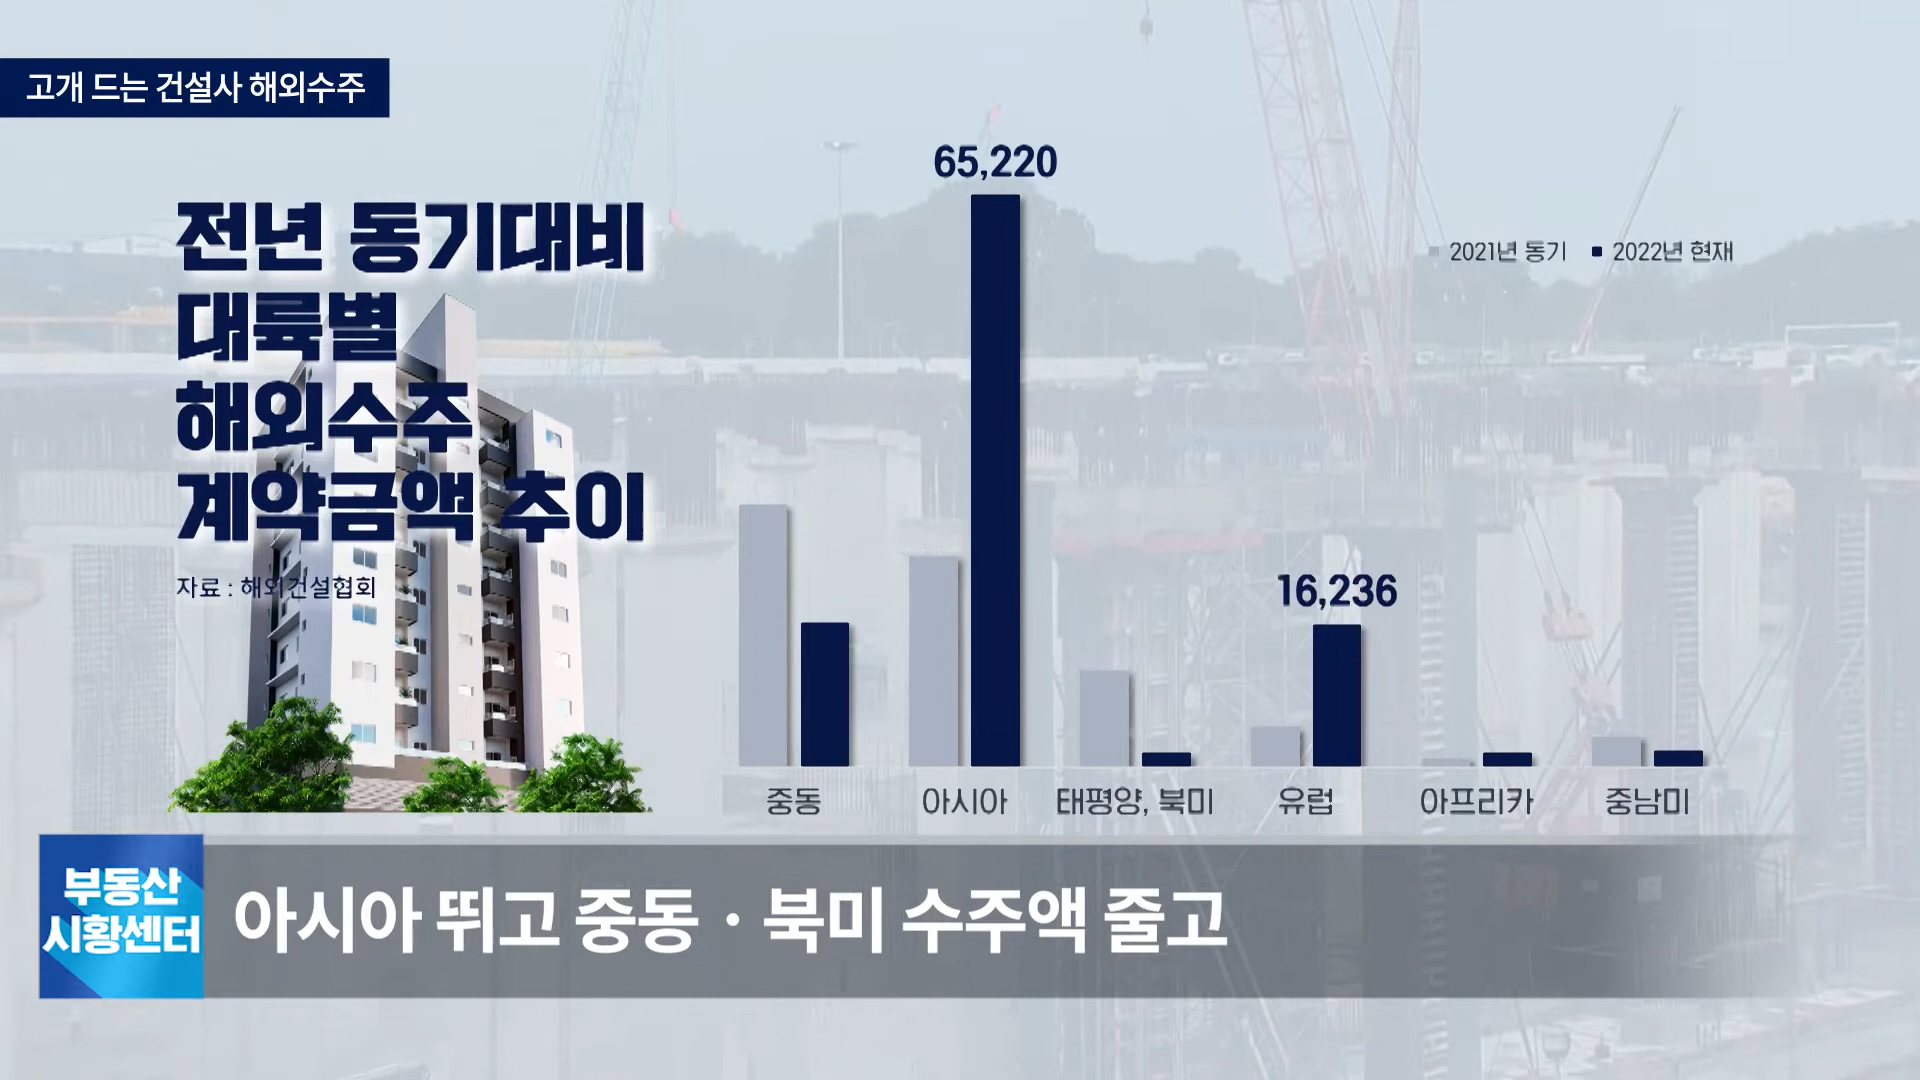 고개 드는 건설사 해외수주
전년 동기대비
대륙별
해외수주
계약금액 추이
자료 : 해외건설협회
2021년 동기
2022년 현재
65,220
16,236
중동
아시아
태평양, 북미
유럽
아프리카
중남미
부동산
시황센터
아시아 뛰고 중동 · 북미 수주액 줄고